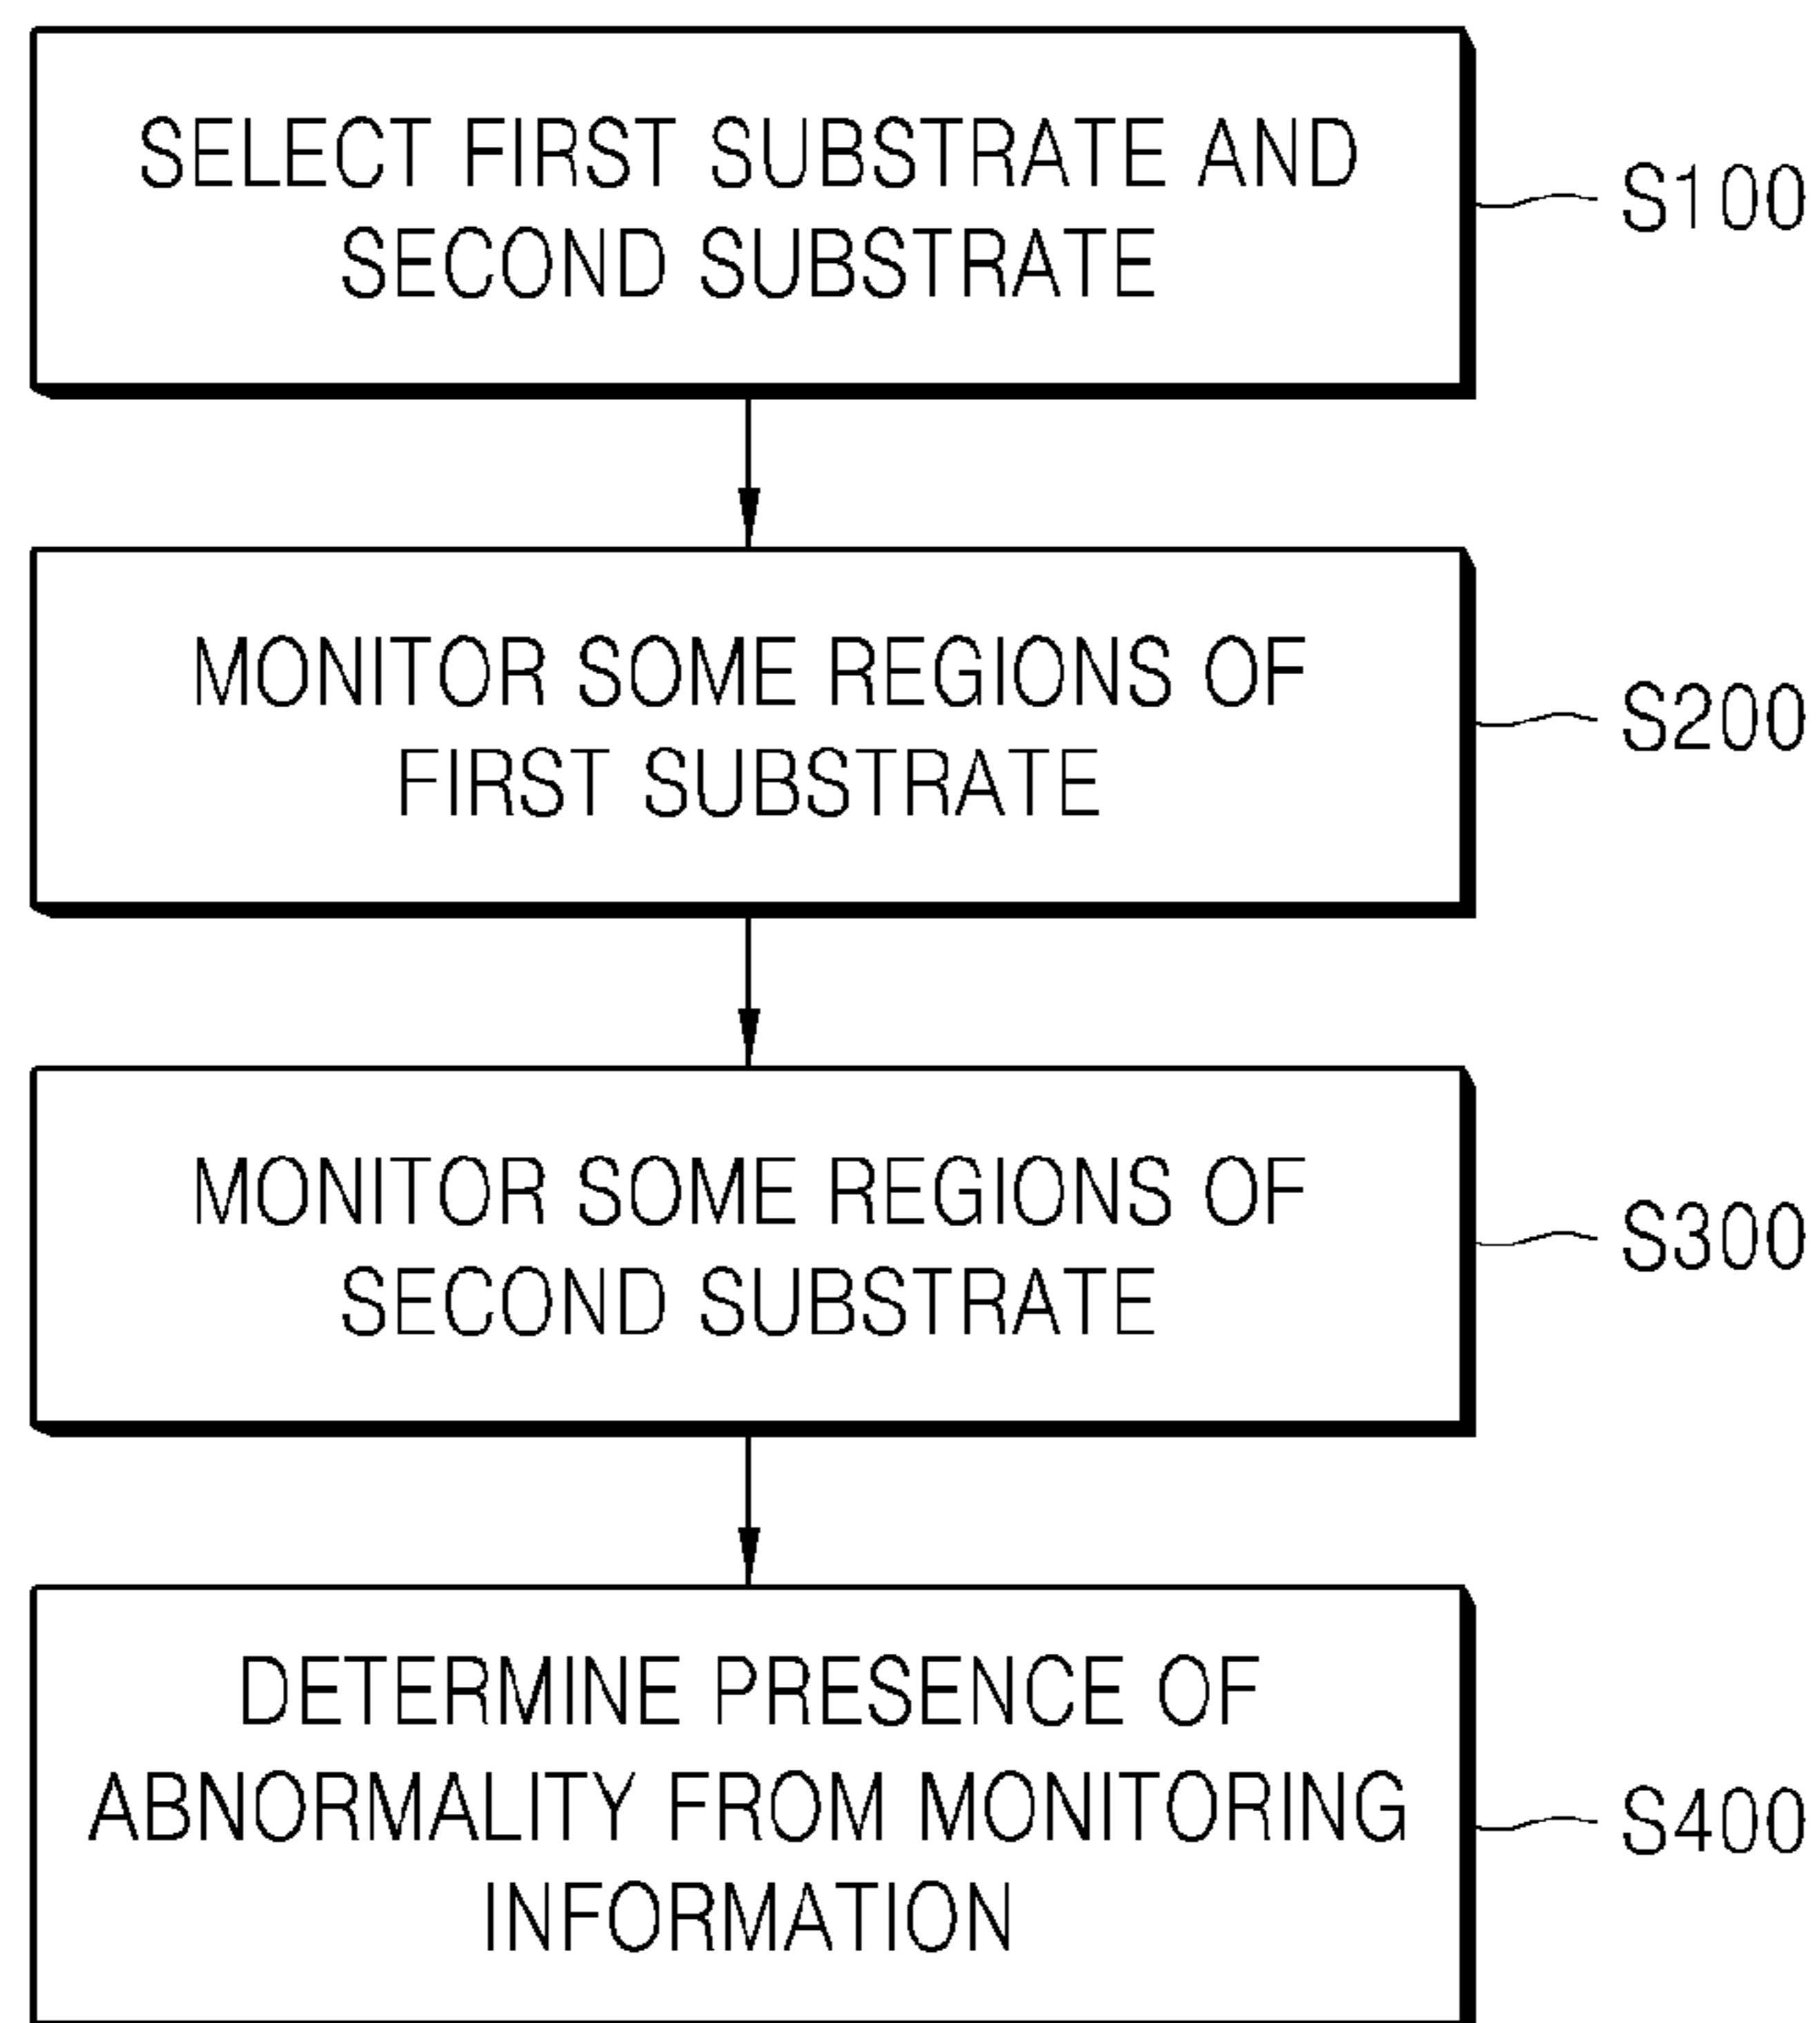 SELECT FIRST SUBSTRATE AND
SECOND SUBSTRATE
S100
MONITOR SOME REGIONS OF
FIRST SUBSTRATE
S200
MONITOR SOME REGIONS OF
SECOND SUBSTRATE
S300
DETERMINE PRESENCE OF
ABNORMALITY FROM MONITORING
INFORMATION
S400